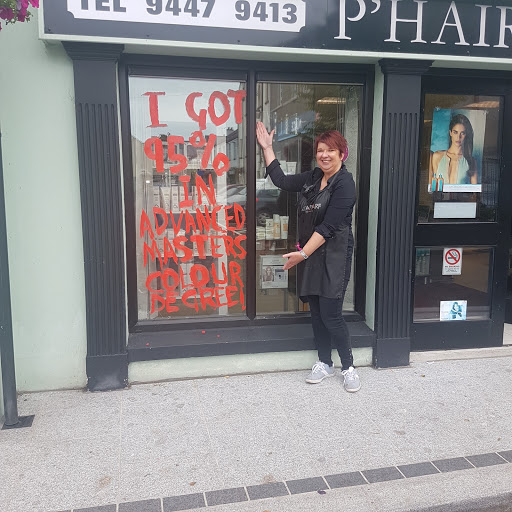 TEL 9447 9413
P'HAIR
I GOT
95%
IN
ADVANCED
MASTERS
COLOUR
DEGREE!